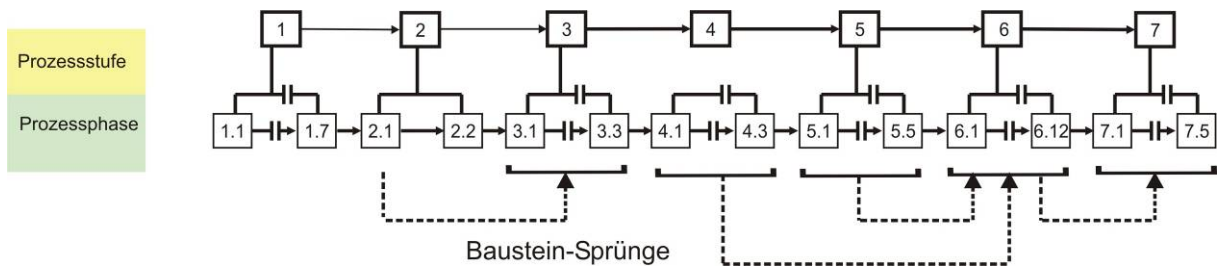 1 2 3 4 5 6 7
Prozessstufe
Prozessphase
1.1 1.7 2.1 2.2 3.1 3.3 4.1 4.3 5.1 5.5 6.1 6.12 7.1 7.5
Baustein-Sprünge